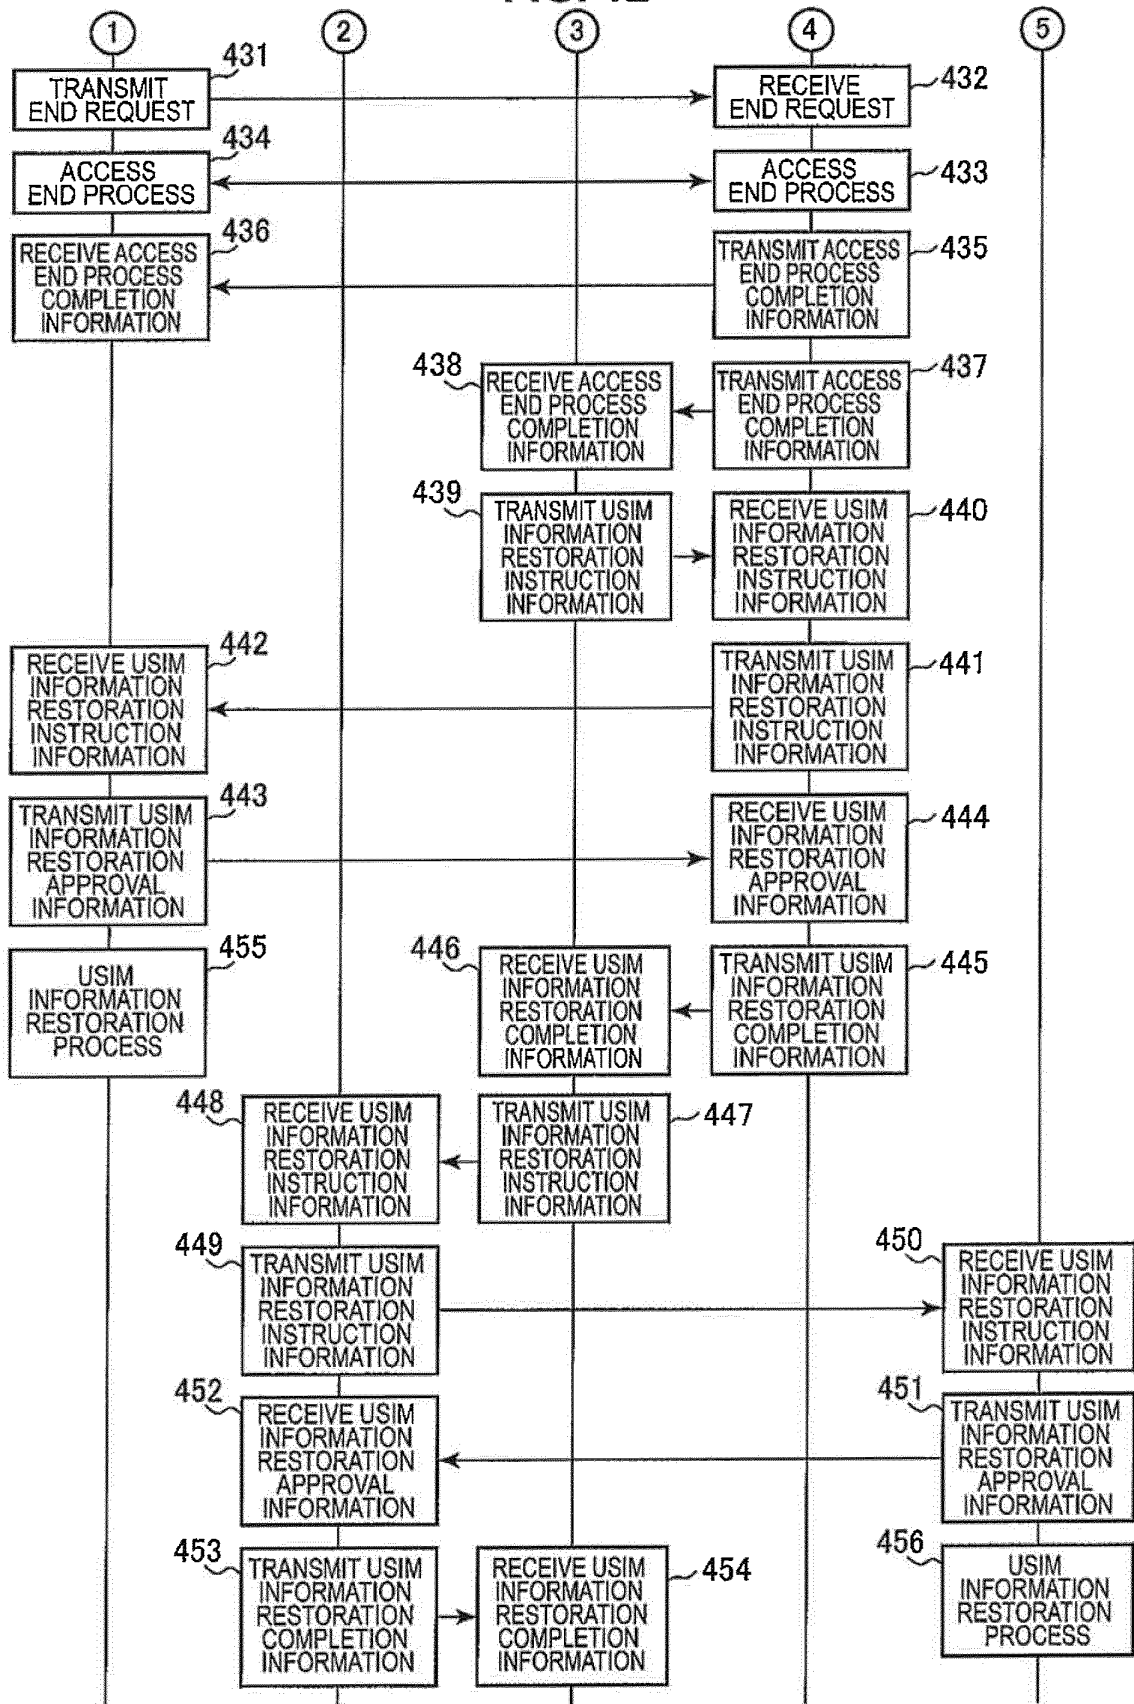 1
2
3
4
5
431
TRANSMIT
END REQUEST
RECEIVE
END REQUEST
432
434
ACCESS
END PROCESS
ACCESS
END PROCESS
433
436
RECEIVE ACCESS
END PROCESS
COMPLETION
INFORMATION
TRANSMIT ACCESS
END PROCESS
COMPLETION
INFORMATION
435
438
RECEIVE ACCESS
END PROCESS
COMPLETION
INFORMATION
TRANSMIT ACCESS
END PROCESS
COMPLETION
INFORMATION
437
439
TRANSMIT USIM
INFORMATION
RESTORATION
INSTRUCTION
INFORMATION
RECEIVE USIM
INFORMATION
RESTORATION
INSTRUCTION
INFORMATION
440
442
RECEIVE USIM
INFORMATION
RESTORATION
INSTRUCTION
INFORMATION
TRANSMIT USIM
INFORMATION
RESTORATION
INSTRUCTION
INFORMATION
441
443
TRANSMIT USIM
INFORMATION
RESTORATION
APPROVAL
INFORMATION
RECEIVE USIM
INFORMATION
RESTORATION
APPROVAL
INFORMATION
444
455
USIM
INFORMATION
RESTORATION
PROCESS
446
RECEIVE USIM
INFORMATION
RESTORATION
COMPLETION
INFORMATION
TRANSMIT USIM
INFORMATION
RESTORATION
COMPLETION
INFORMATION
445
448
RECEIVE USIM
INFORMATION
RESTORATION
INSTRUCTION
INFORMATION
TRANSMIT USIM
INFORMATION
RESTORATION
INSTRUCTION
INFORMATION
447
449
TRANSMIT USIM
INFORMATION
RESTORATION
INSTRUCTION
INFORMATION
450
RECEIVE USIM
INFORMATION
RESTORATION
INSTRUCTION
INFORMATION
452
RECEIVE USIM
INFORMATION
RESTORATION
APPROVAL
INFORMATION
451
TRANSMIT USIM
INFORMATION
RESTORATION
APPROVAL
INFORMATION
453
TRANSMIT USIM
INFORMATION
RESTORATION
COMPLETION
INFORMATION
RECEIVE USIM
INFORMATION
RESTORATION
COMPLETION
INFORMATION
454
456
USIM
INFORMATION
RESTORATION
PROCESS